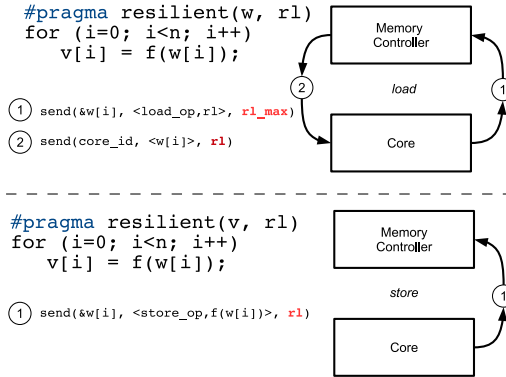 #pragma resilient(w, rl)
for (i=0; i<n; i++)
v[i] = f(w[i]);
1 send(&w[i], <load_op,rl>, rl_max)
2 send(core_id, <w[i]>, rl)
Memory
Controller
2
load
1
Core
#pragma resilient(v, rl)
for (i=0; i<n; i++)
v[i] = f(w[i]);
1 send(&w[i], <store_op,f(w[i])>, rl)
Memory
Controller
store
1
Core